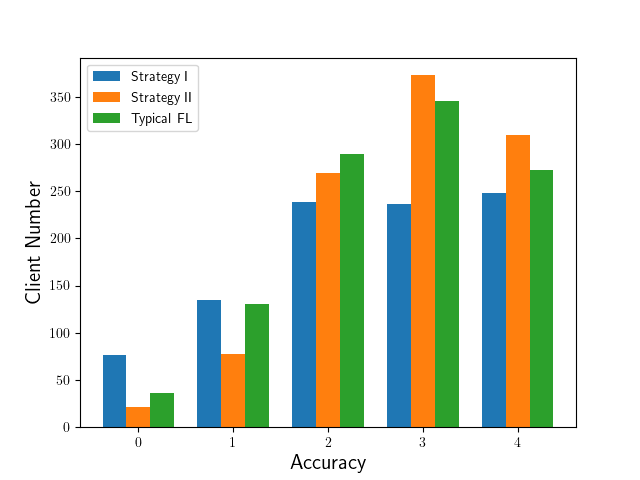 Strategy I
Strategy II
Typical FL
350
300
250
200
150
100
50
0
Client Number
0 1 2 3 4
Accuracy